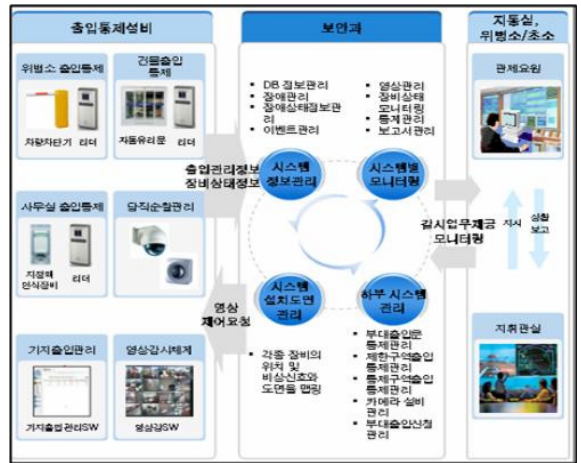 출입통제설비
위병소 출입통제
차량차단기 리더
건물출입
통제
자동유리문 리더
사무실 출입통제
지정맥
인식장비
리더
당직순찰관리
기지출입관리
기지출입관리SW
영상감시체계
영상감SW
출입관리정보
장비상태정보
영상
제어요청
보안과
• DB 정보관리
• 장애관리
• 장애상태정보관
리
• 이벤트관리
• 영상관리
• 장비상태
모니터링
• 통계관리
• 보고서관리
시스템
정보관리
시스템별
모니터링
시스템
설치도면
관리
하부 시스템
관리
• 각종 장비의
위치 및
비상신호와
도면을 맵핑
• 부대출입문
통제관리
• 제한구역출입
통제관리
• 통제구역출입
통제관리
• 카메라 설비
관리
• 부대출입신청
관리
감시업무제공
모니터링
지통실,
위병소/초소
관제요원
지시
상황
보고
지휘관실